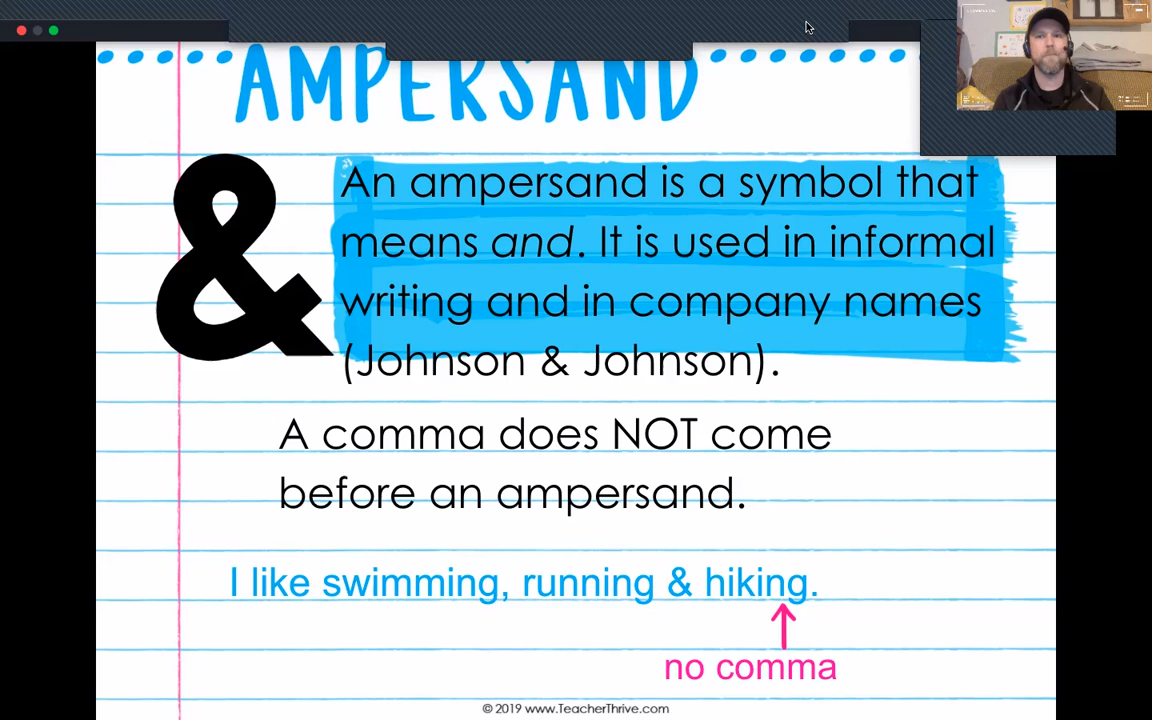 AMPERSAND
&
An ampersand is a symbol that
means and. It is used in informal
writing and in company names
(Johnson & Johnson).
A comma does NOT come
before an ampersand.
I like swimming, running & hiking.
no comma
© 2019 www.TeacherThrive.com